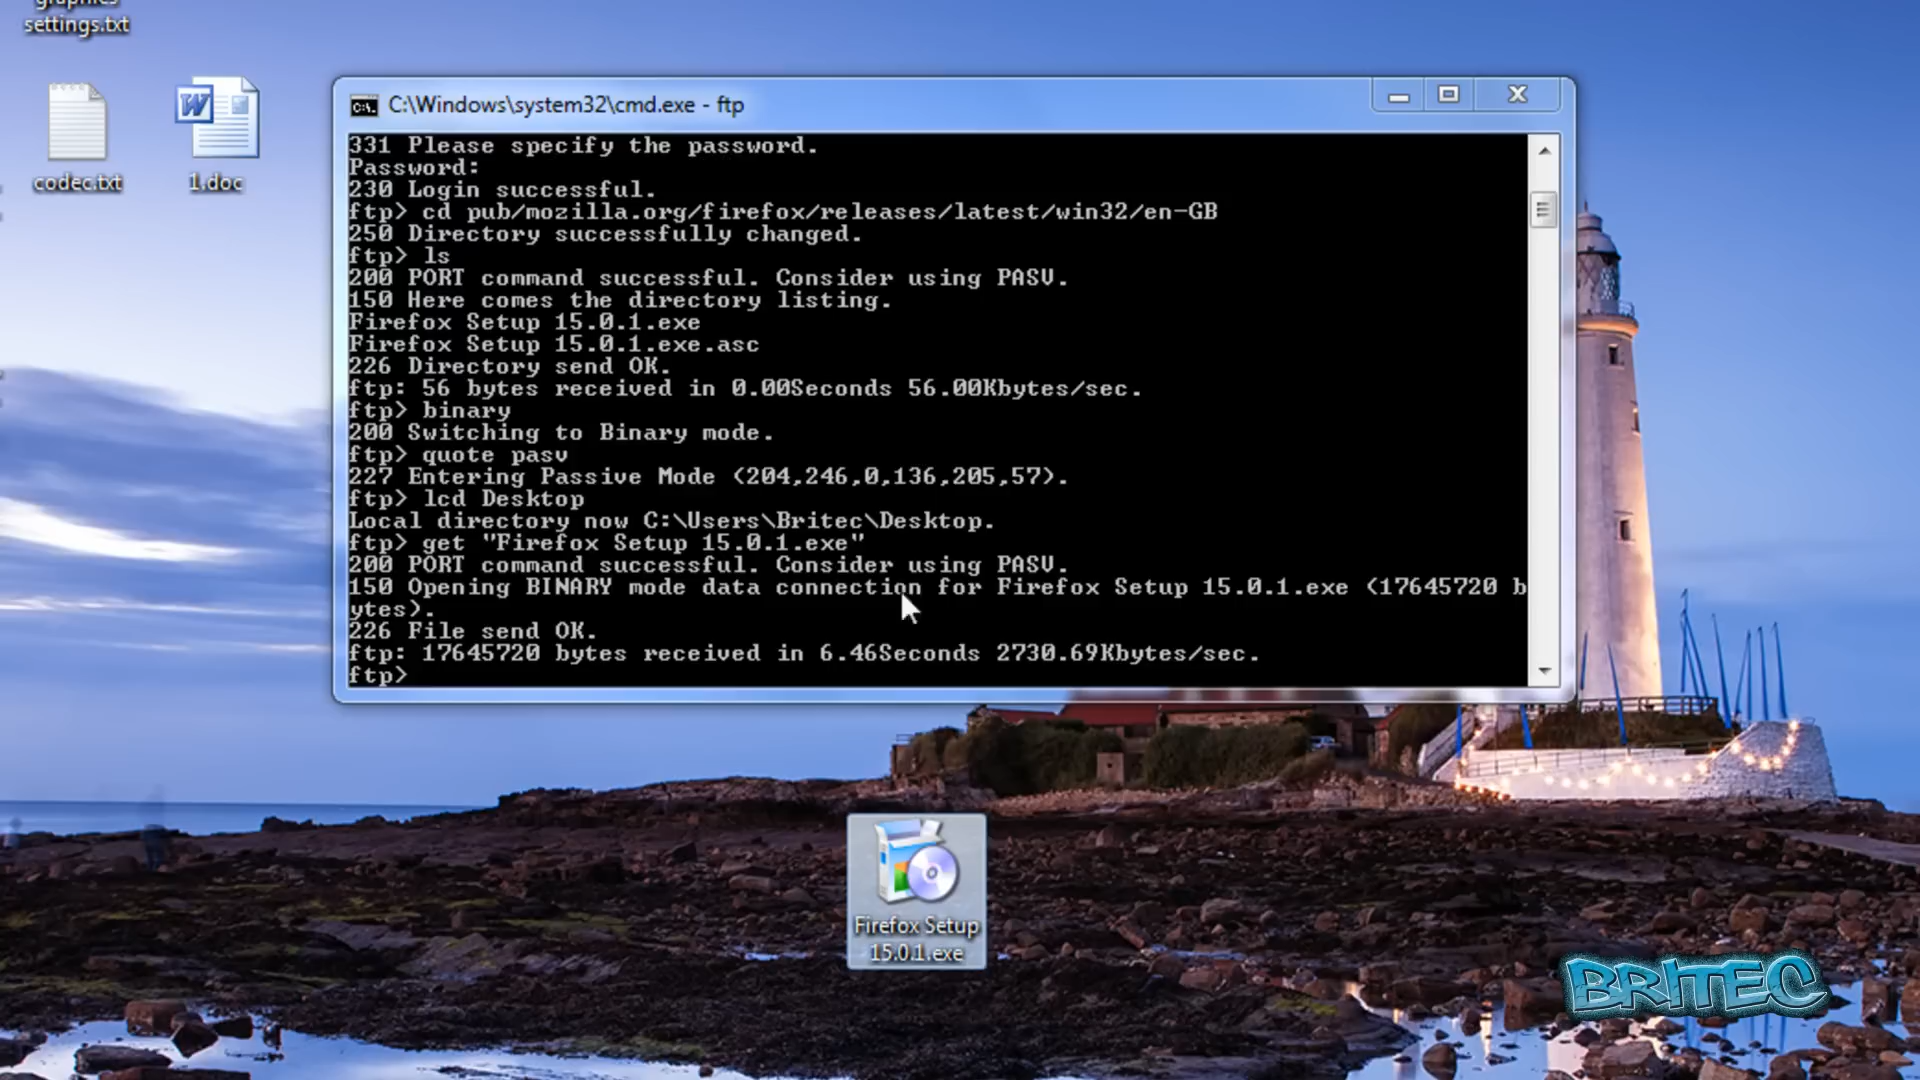 graphics
settings.txt
codec.txt
1.doc
C:\Windows\system32\cmd.exe - ftp
331 Please specify the password.
Password:
230 Login successful.
ftp> cd pub/mozilla.org/firefox/releases/latest/win32/en-GB
250 Directory successfully changed.
ftp> ls
200 PORT command successful. Consider using PASV.
150 Here comes the directory listing.
Firefox Setup 15.0.1.exe
Firefox Setup 15.0.1.exe.asc
226 Directory send OK.
ftp: 56 bytes received in 0.00Seconds 56.00Kbytes/sec.
ftp> binary
200 Switching to Binary mode.
ftp> quote pasv
227 Entering Passive Mode (204,246,0,136,205,57).
ftp> lcd Desktop
Local directory now C:\Users\Britec\Desktop.
ftp> get "Firefox Setup 15.0.1.exe"
200 PORT command successful. Consider using PASV.
150 Opening BINARY mode data connection for Firefox Setup 15.0.1.exe (17645720 b
ytes).
226 File send OK.
ftp: 17645720 bytes received in 6.46Seconds 2730.69Kbytes/sec.
ftp>
Firefox Setup
15.0.1.exe
BRITEC